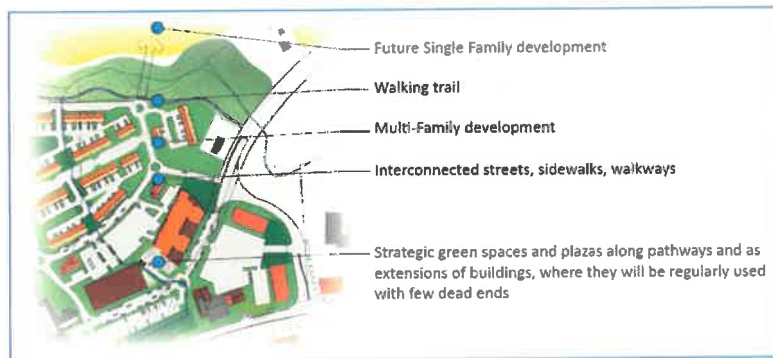 Future Single Family development
Walking trail
Multi-Family development
Interconnected streets, sidewalks, walkways
Strategic green spaces and plazas along pathways and as
extensions of buildings, where they will be regularly used
with few dead ends